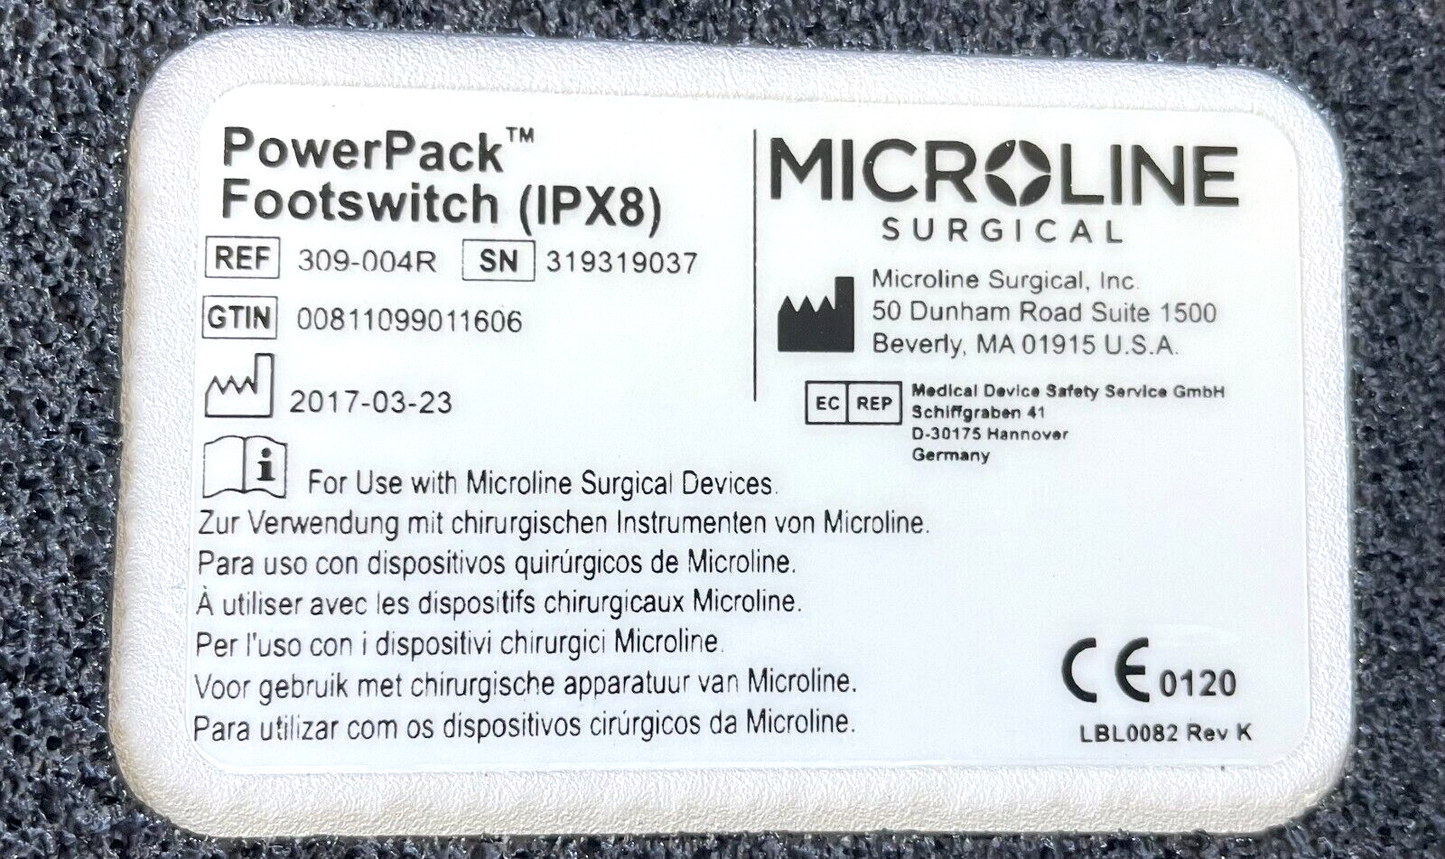 PowerPack™
Footswitch (IPX8)
REF 309-004R SN 319319037
GTIN 00811099011606
2017-03-23
i For Use with Microline Surgical Devices.
Zur Verwendung mit chirurgischen Instrumenten von Microline.
Para uso con dispositivos quirúrgicos de Microline.
À utiliser avec les dispositifs chirurgicaux Microline.
Per l'uso con i dispositivi chirurgici Microline.
Voor gebruik met chirurgische apparatuur van Microline.
Para utilizar com os dispositivos cirúrgicos da Microline.
MICROLINE
SURGICAL
Microline Surgical, Inc.
50 Dunham Road Suite 1500
Beverly, MA 01915 U.S.A.
EC REP Medical Device Safety Service GmbH
Schiffgraben 41
D-30175 Hannover
Germany
CE 0120
LBL0082 Rev K